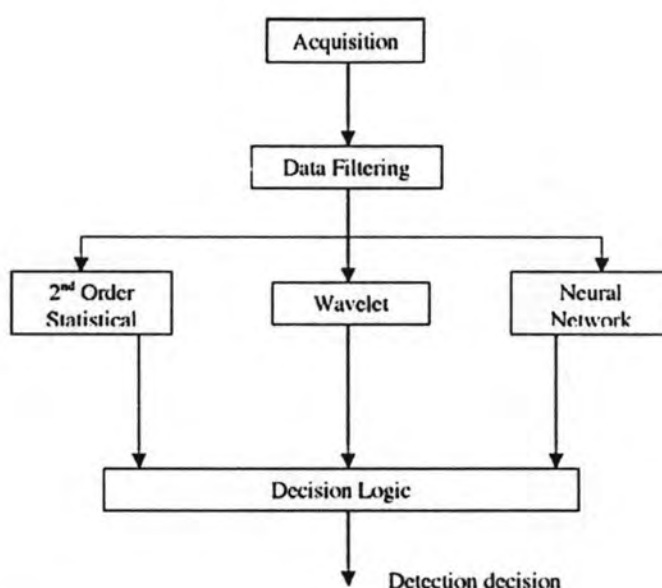 Acquisition
Data Filtering
2nd Order
Statistical
Wavelet
Neural
Network
Decision Logic
Detection decision